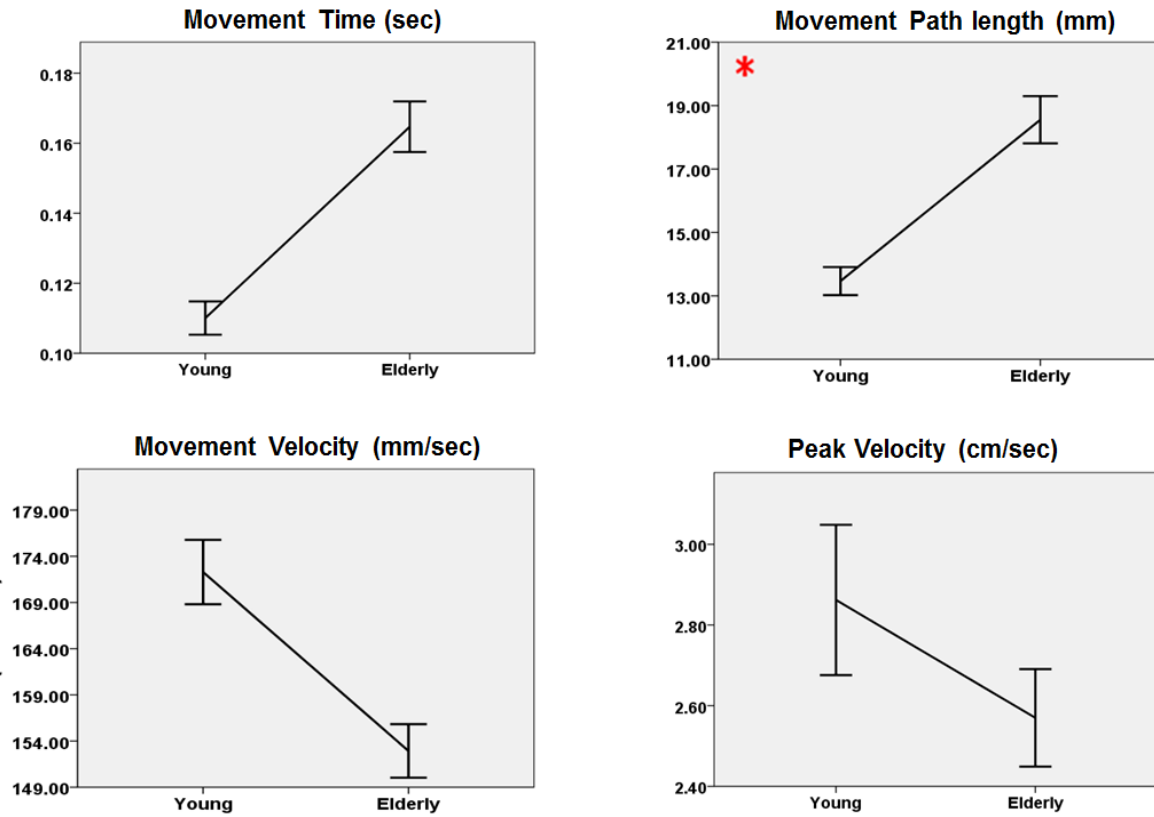 Movement Time (sec)
0.18
0.16
0.14
0.12
0.10
Young Elderly
Movement Path length (mm)
21.00
*
19.00
17.00
15.00
13.00
11.00
Young Elderly
Movement Velocity (mm/sec)
179.00
174.00
169.00
164.00
159.00
154.00
149.00
Young Elderly
Peak Velocity (cm/sec)
3.00
2.80
2.60
2.40
Young Elderly